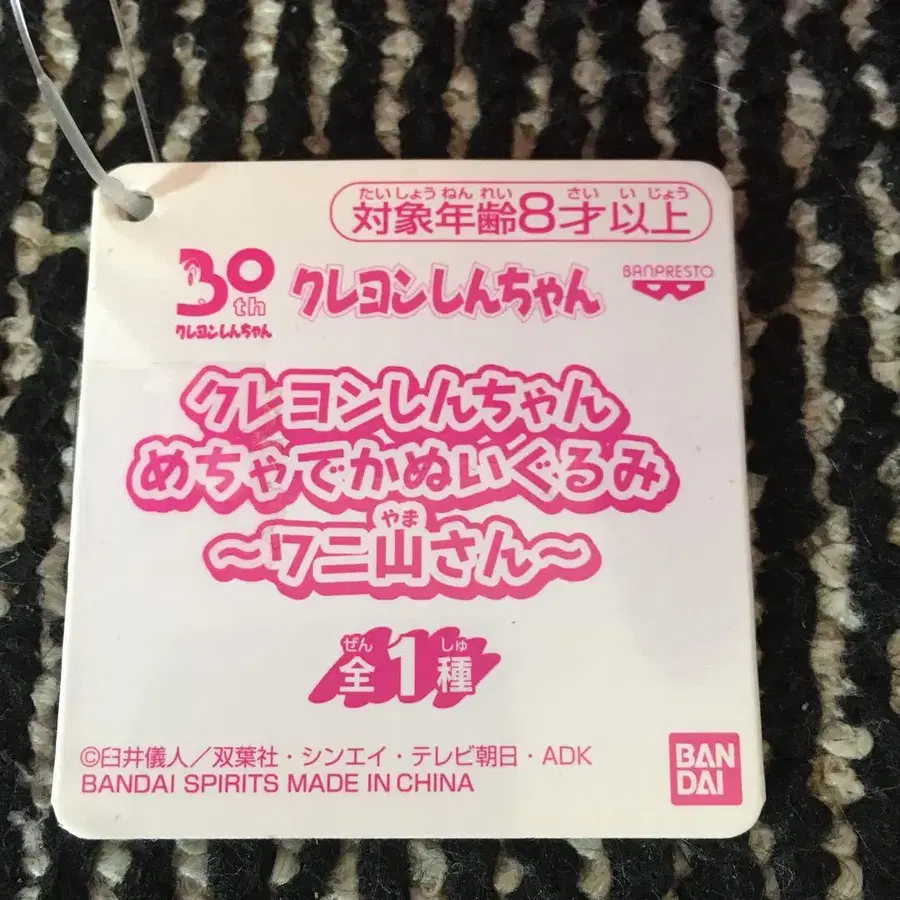 たいしょうねんれい さい いじょう
対象年齢8才以上
30th
クレヨンしんちゃん
クレヨンしんちゃん
BANPRESTO
クレヨンしんちゃん
めちゃでかぬいぐるみ
やま
～ワニ山さん～
ぜん しゅ
全1種
©臼井儀人／双葉社・シンエイ・テレビ朝日・ADK
BANDAI SPIRITS MADE IN CHINA
BAN
DAI